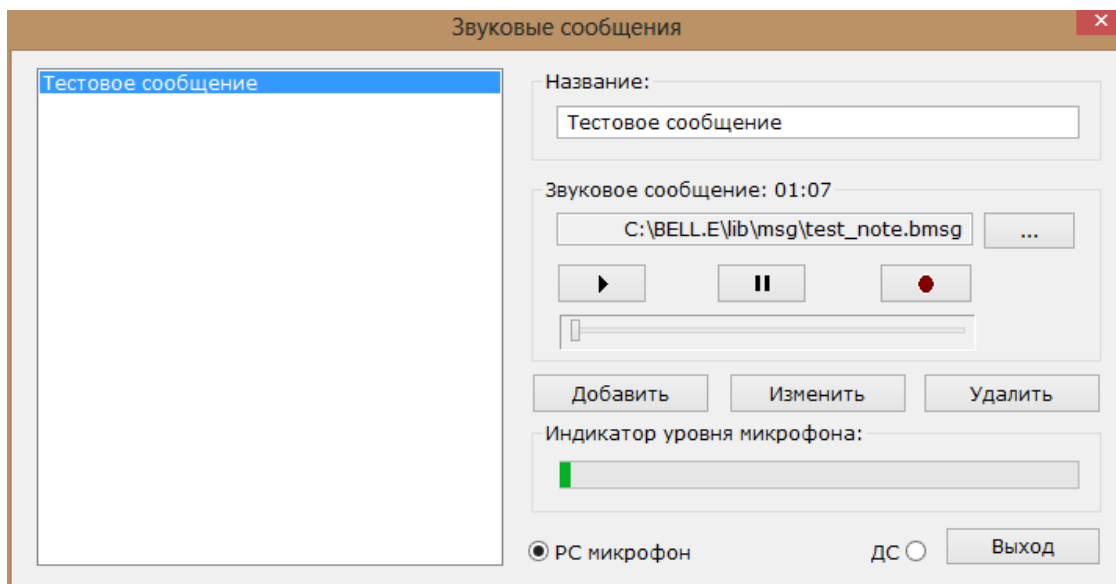 Звуковые сообщения
Тестовое сообщение
Название:
Тестовое сообщение
Звуковое сообщение: 01:07
C:\BELL.E\lib\msg\test_note.bmsg
...
Добавить Изменить Удалить
Индикатор уровня микрофона:
PC микрофон ДС Выход